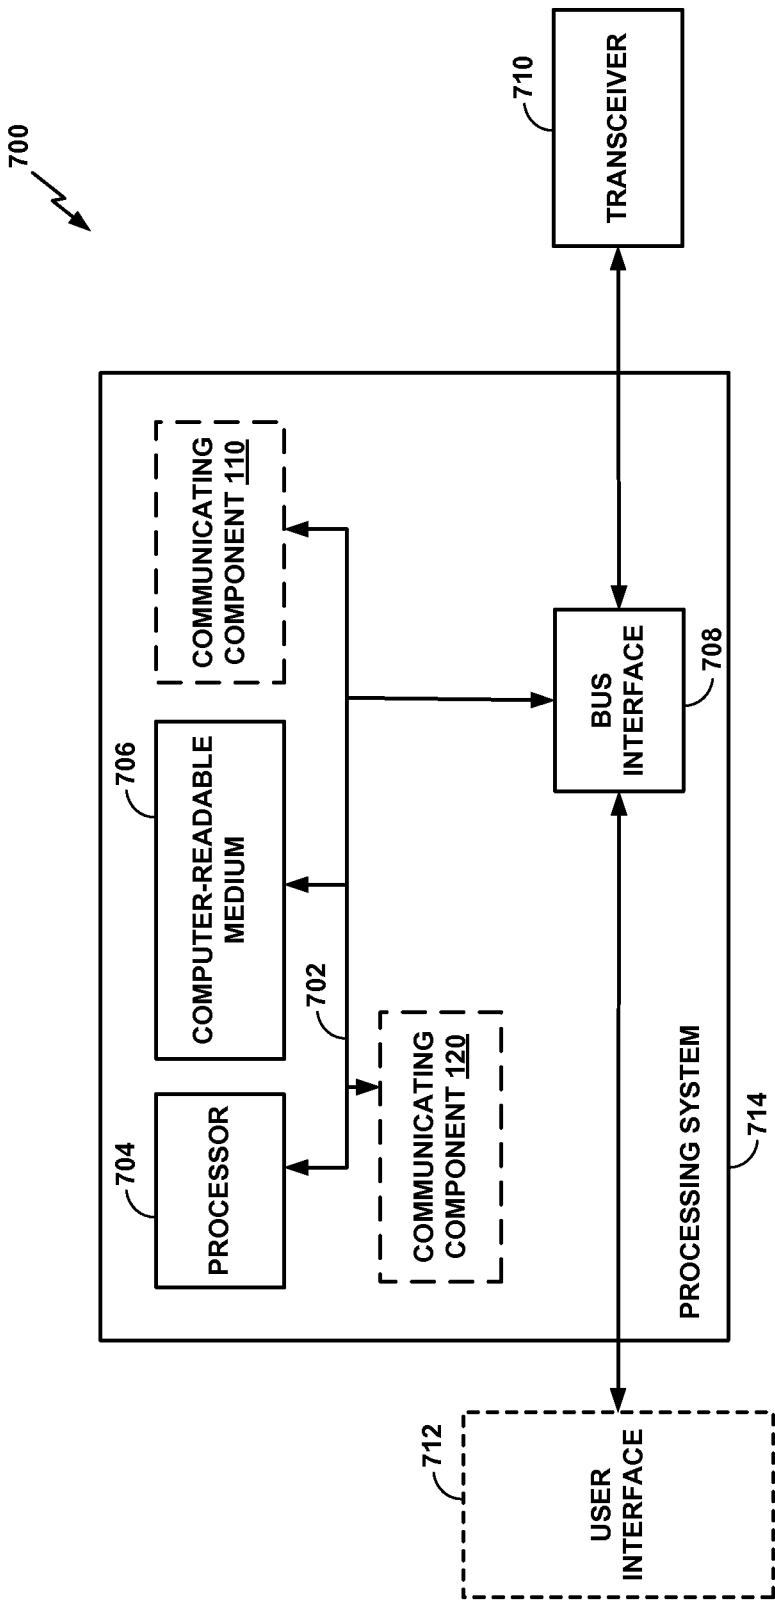 700
704
PROCESSOR
706
COMPUTER-READABLE
MEDIUM
COMMUNICATING
COMPONENT 110
702
COMMUNICATING
COMPONENT 120
712
USER
INTERFACE
BUS
INTERFACE
708
710
TRANSCEIVER
PROCESSING SYSTEM
714